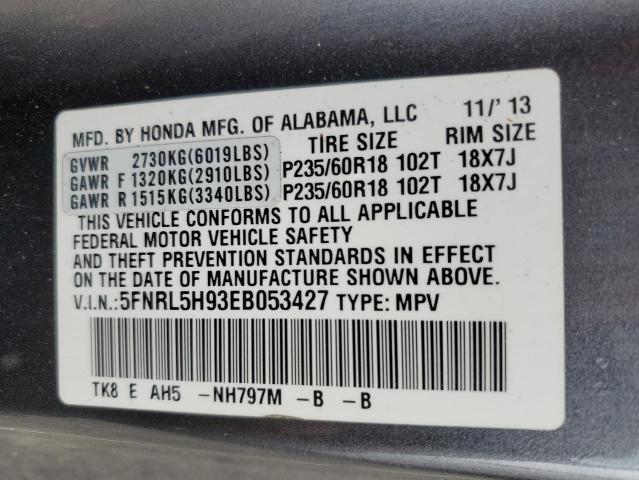 MFD. BY HONDA MFG. OF ALABAMA, LLC 11/'13
TIRE SIZE RIM SIZE
GVWR 2730KG(6019LBS)
GAWR F 1320KG(2910LBS) P235/60R18 102T 18X7J
GAWR R 1515KG(3340LBS) P235/60R18 102T 18X7J
THIS VEHICLE CONFORMS TO ALL APPLICABLE
FEDERAL MOTOR VEHICLE SAFETY
AND THEFT PREVENTION STANDARDS IN EFFECT
ON THE DATE OF MANUFACTURE SHOWN ABOVE.
V.I.N.: 5FNRL5H93EB053427 TYPE: MPV
TK8 E AH5 -NH797M -B -B